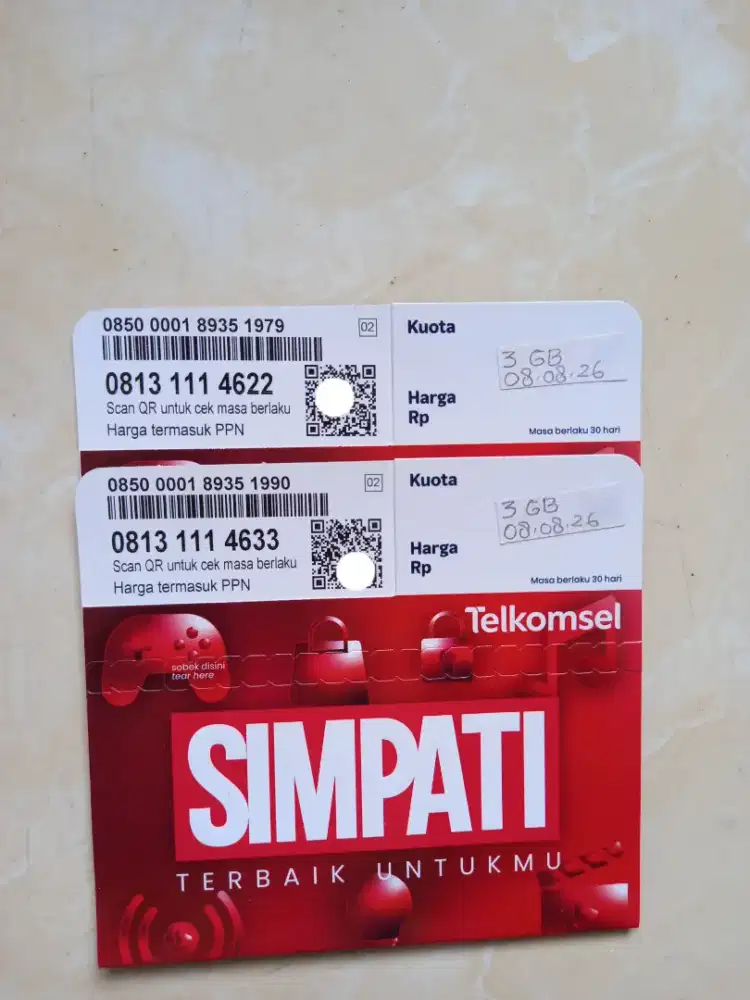 0850 0001 8935 1979
02
0813 111 4622
Scan QR untuk cek masa berlaku
Harga termasuk PPN
Kuota
3 GB
08.08.26
Harga
Rp
Masa berlaku 30 hari
0850 0001 8935 1990
02
0813 111 4633
Scan QR untuk cek masa berlaku
Harga termasuk PPN
Kuota
3 GB
08.08.26
Harga
Rp
Masa berlaku 30 hari
Telkomsel
sobek disini
tear here
SIMPATI
TERBAIK UNTUKMU